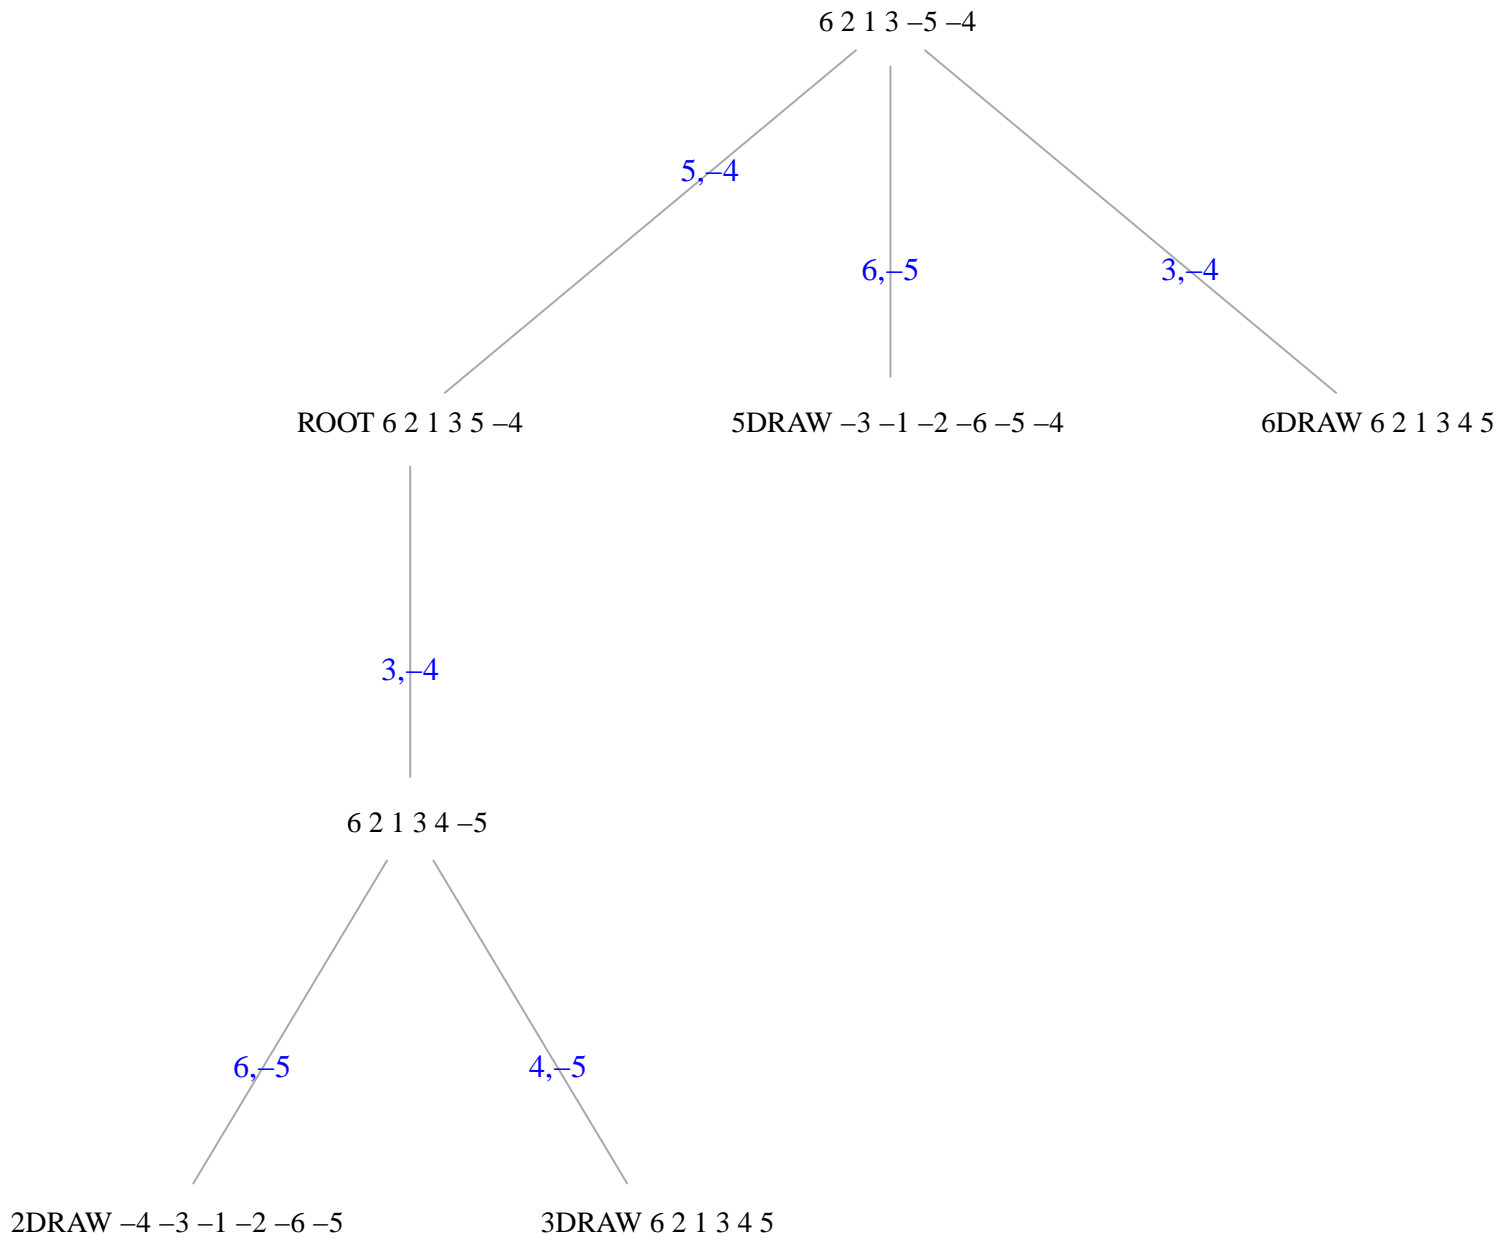 6 2 1 3 –5 –4
5,–4
6,–5
3,–4
ROOT 6 2 1 3 5 –4
5DRAW –3 –1 –2 –6 –5 –4
6DRAW 6 2 1 3 4 5
3,–4
6 2 1 3 4 –5
6,–5
4,–5
2DRAW –4 –3 –1 –2 –6 –5
3DRAW 6 2 1 3 4 5